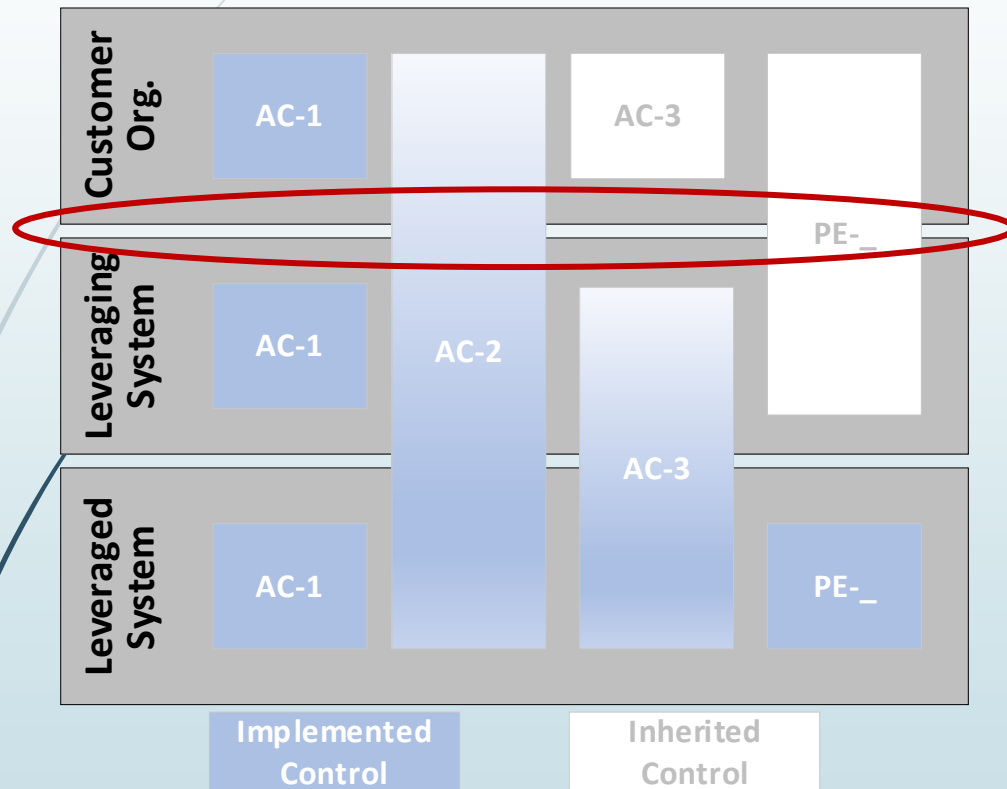 Customer
Org.
AC-1
AC-3
PE-_
Leveraging
System
AC-1
AC-2
AC-3
Leveraged
System
AC-1
PE-_
Implemented
Control
Inherited
Control